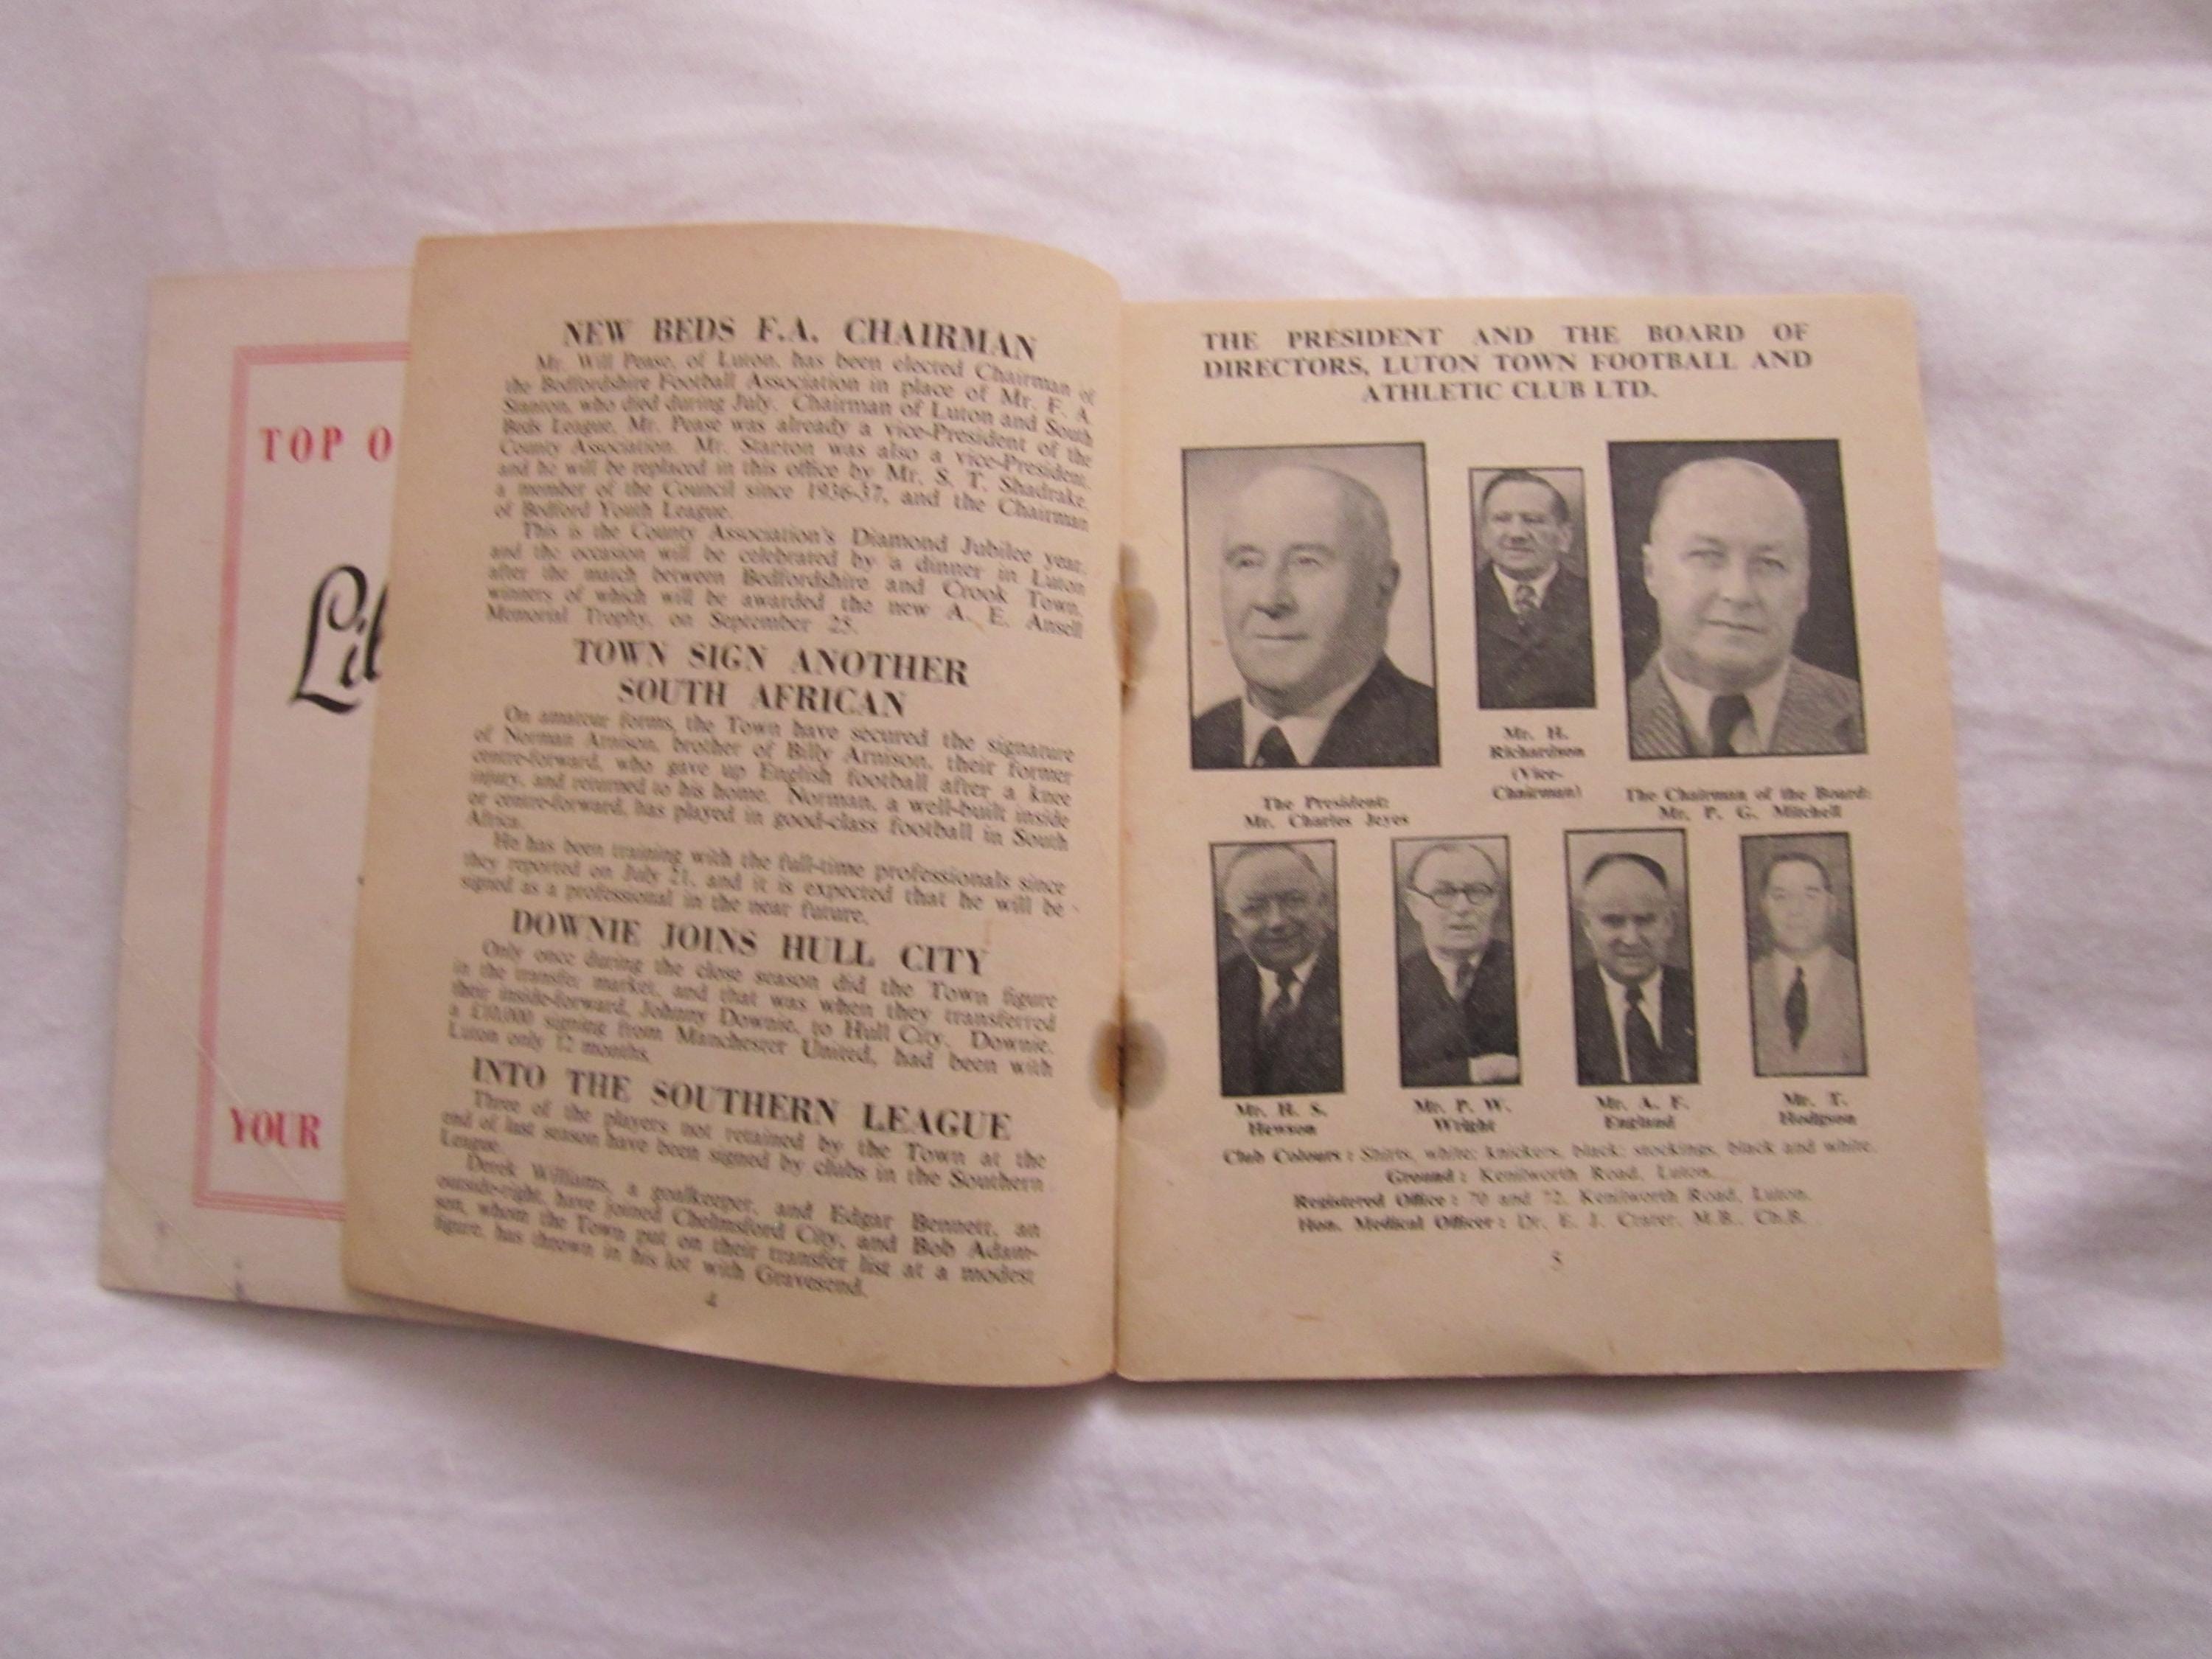 TOP O
Lil
YOUR
NEW BEDS F.A. CHAIRMAN
Mr. Will Pease, of Luton, has been elected Chairman of
the Bedfordshire Football Association in place of Mr. F. A.
Stanton, who died during July. Chairman of Luton and South
Beds League, Mr. Pease was already a vice-President of the
County Association. Mr. Stanton was also a vice-President,
and he will be replaced in this office by Mr. S. T. Shadrake,
a member of the Council since 1936-37, and the Chairman
of Bedford Youth League.
This is the County Association's Diamond Jubilee year,
and the occasion will be celebrated by a dinner in Luton
after the match between Bedfordshire and Crook Town,
winners of which will be awarded the new A. E. Ansell
Memorial Trophy, on September 25.
TOWN SIGN ANOTHER
SOUTH AFRICAN
On amateur forms, the Town have secured the signature
of Norman Arnison, brother of Billy Arnison, their former
centre-forward, who gave up English football after a knee
injury, and returned to his home. Norman, a well-built inside
or centre-forward, has played in good-class football in South
Africa.
He has been training with the full-time professionals since
they reported on July 21, and it is expected that he will be
signed as a professional in the near future.
DOWNIE JOINS HULL CITY
Only once during the close season did the Town figure
in the transfer market, and that was when they transferred
their inside-forward, Johnny Downie, to Hull City. Downie,
a £10,000 signing from Manchester United, had been with
Luton only 12 months.
INTO THE SOUTHERN LEAGUE
Three of the players not retained by the Town at the
end of last season have been signed by clubs in the Southern
League.
Derek Williams, a goalkeeper, and Edgar Bennett, an
outside-right, have joined Chelmsford City, and Bob Adam-
son, whom the Town put on their transfer list at a modest
figure, has thrown in his lot with Gravesend.
4
THE PRESIDENT AND THE BOARD OF
DIRECTORS, LUTON TOWN FOOTBALL AND
ATHLETIC CLUB LTD.
Mr. H.
Richardson
(Vice-
Chairman)
The President:
Mr. Charles Jeyes
The Chairman of the Board:
Mr. P. G. Mitchell
Mr. H. S.
Hewson
Mr. P. W.
Wright
Mr. A. F.
England
Mr. T.
Hodgson
Club Colours: Shirts, white; knickers, black; stockings, black and white.
Ground: Kenilworth Road, Luton.
Registered Office: 70 and 72, Kenilworth Road, Luton.
Hon. Medical Officer: Dr. E. J. M.B., Ch.B.
5